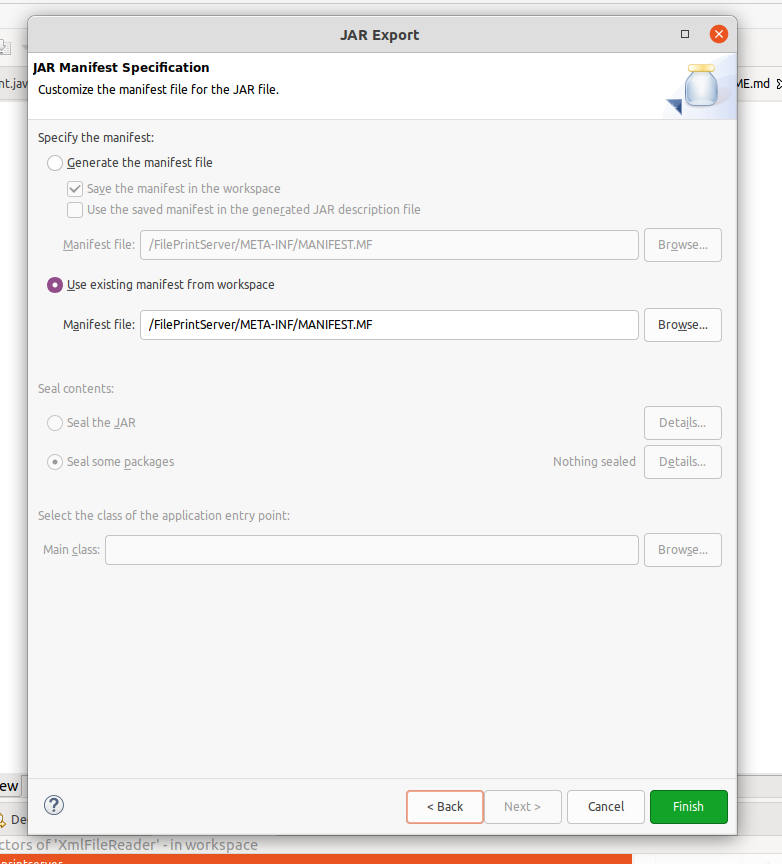 JAR Export
JAR Manifest Specification
Customize the manifest file for the JAR file.
nt.jav
ME.md
Specify the manifest:
Generate the manifest file
Save the manifest in the workspace
Use the saved manifest in the generated JAR description file
Manifest file: /FilePrintServer/META-INF/MANIFEST.MF Browse...
Use existing manifest from workspace
Manifest file: /FilePrintServer/META-INF/MANIFEST.MF Browse...
Seal contents:
Seal the JAR Details...
Seal some packages Nothing sealed Details...
Select the class of the application entry point:
Main class: Browse...
ew
? < Back Next > Cancel Finish
De
ctors of 'XmlFileReader' - in workspace
printserver